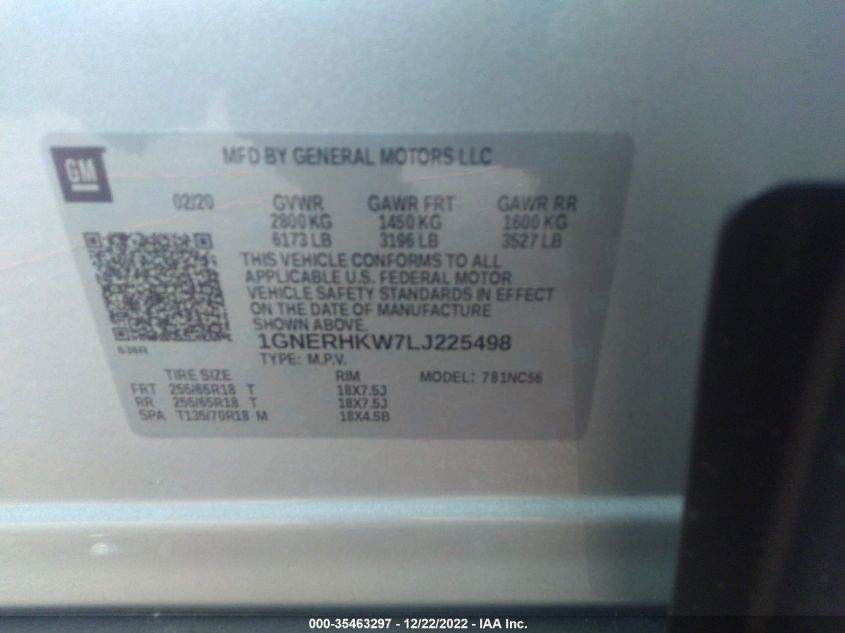 GM
MFD BY GENERAL MOTORS LLC
02/20 GVWR GAWR FRT GAWR RR
2800 KG 1450 KG 1600 KG
6173 LB 3196 LB 3527 LB
THIS VEHICLE CONFORMS TO ALL
APPLICABLE U.S. FEDERAL MOTOR
VEHICLE SAFETY STANDARDS IN EFFECT
ON THE DATE OF MANUFACTURE
SHOWN ABOVE.
636R
1GNERHKW7LJ225498
TYPE: M.P.V.
TIRE SIZE RIM MODEL: 781NC56
FRT 255/65R18 T 18X7.5J
RR 255/65R18 T 18X7.5J
SPA T135/70R18 M 18X4.5B
000-35463297 - 12/22/2022 - IAA Inc.